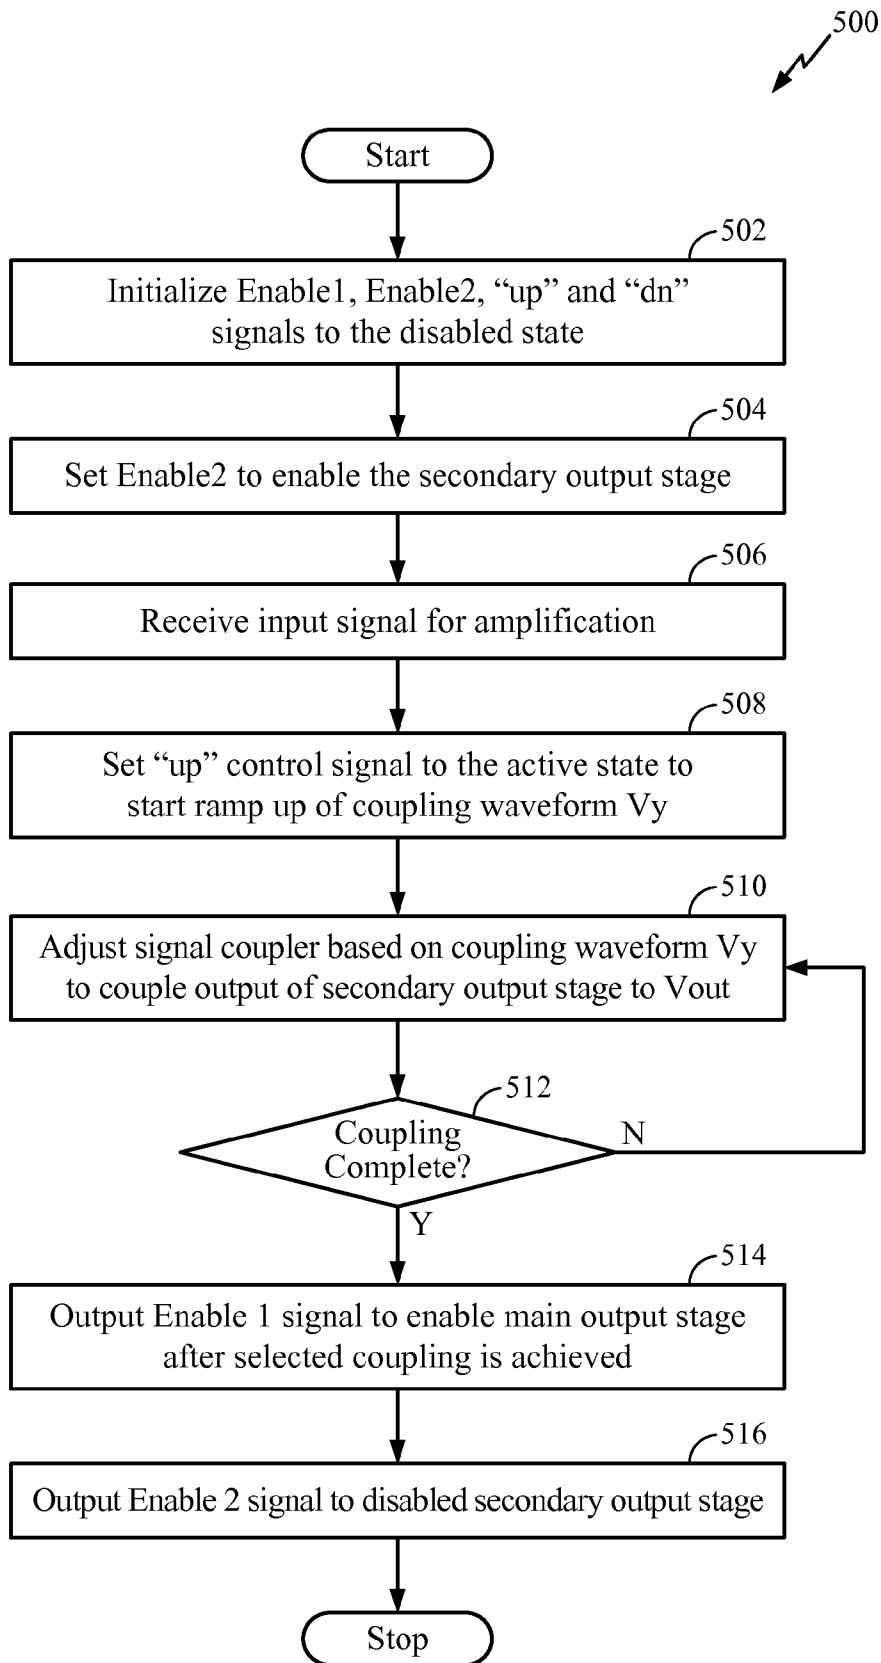 500
Start
502
Initialize Enable1, Enable2, “up” and “dn”
signals to the disabled state
504
Set Enable2 to enable the secondary output stage
506
Receive input signal for amplification
508
Set “up” control signal to the active state to
start ramp up of coupling waveform Vy
510
Adjust signal coupler based on coupling waveform Vy
to couple output of secondary output stage to Vout
512
Coupling
Complete?
N
Y
514
Output Enable 1 signal to enable main output stage
after selected coupling is achieved
516
Output Enable 2 signal to disabled secondary output stage
Stop